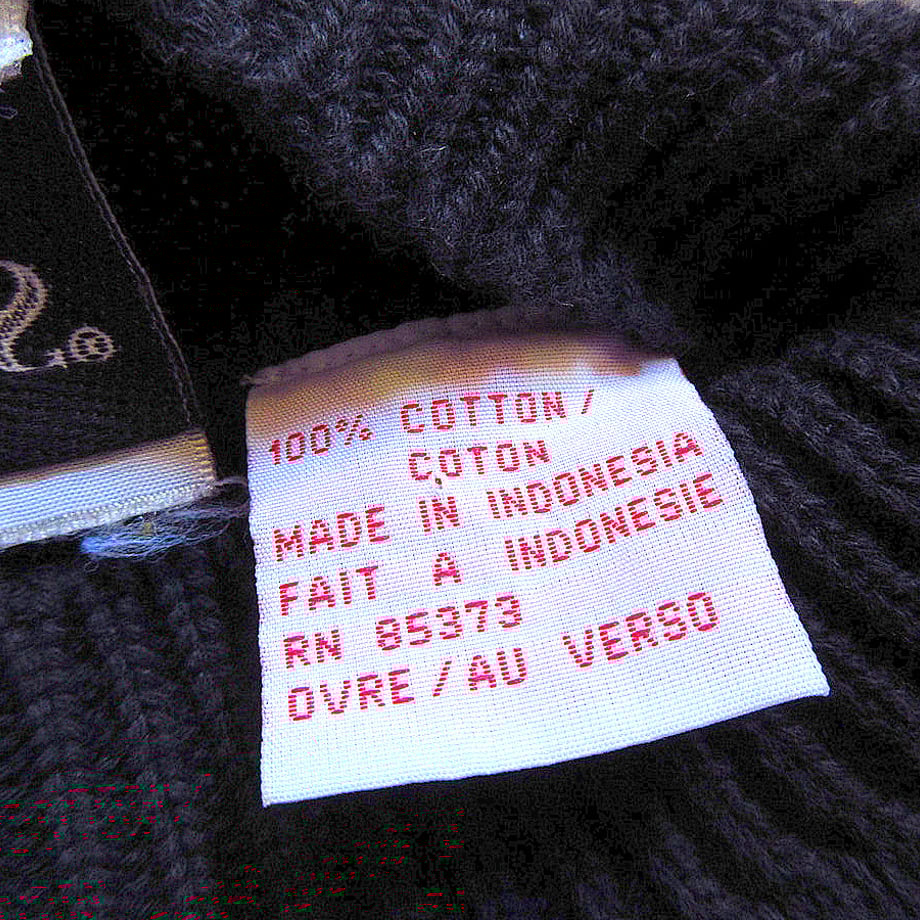 100% COTTON/
COTON
MADE IN INDONESIA
FAIT A INDONESIE
RN 85373
OVRE/AU VERSO